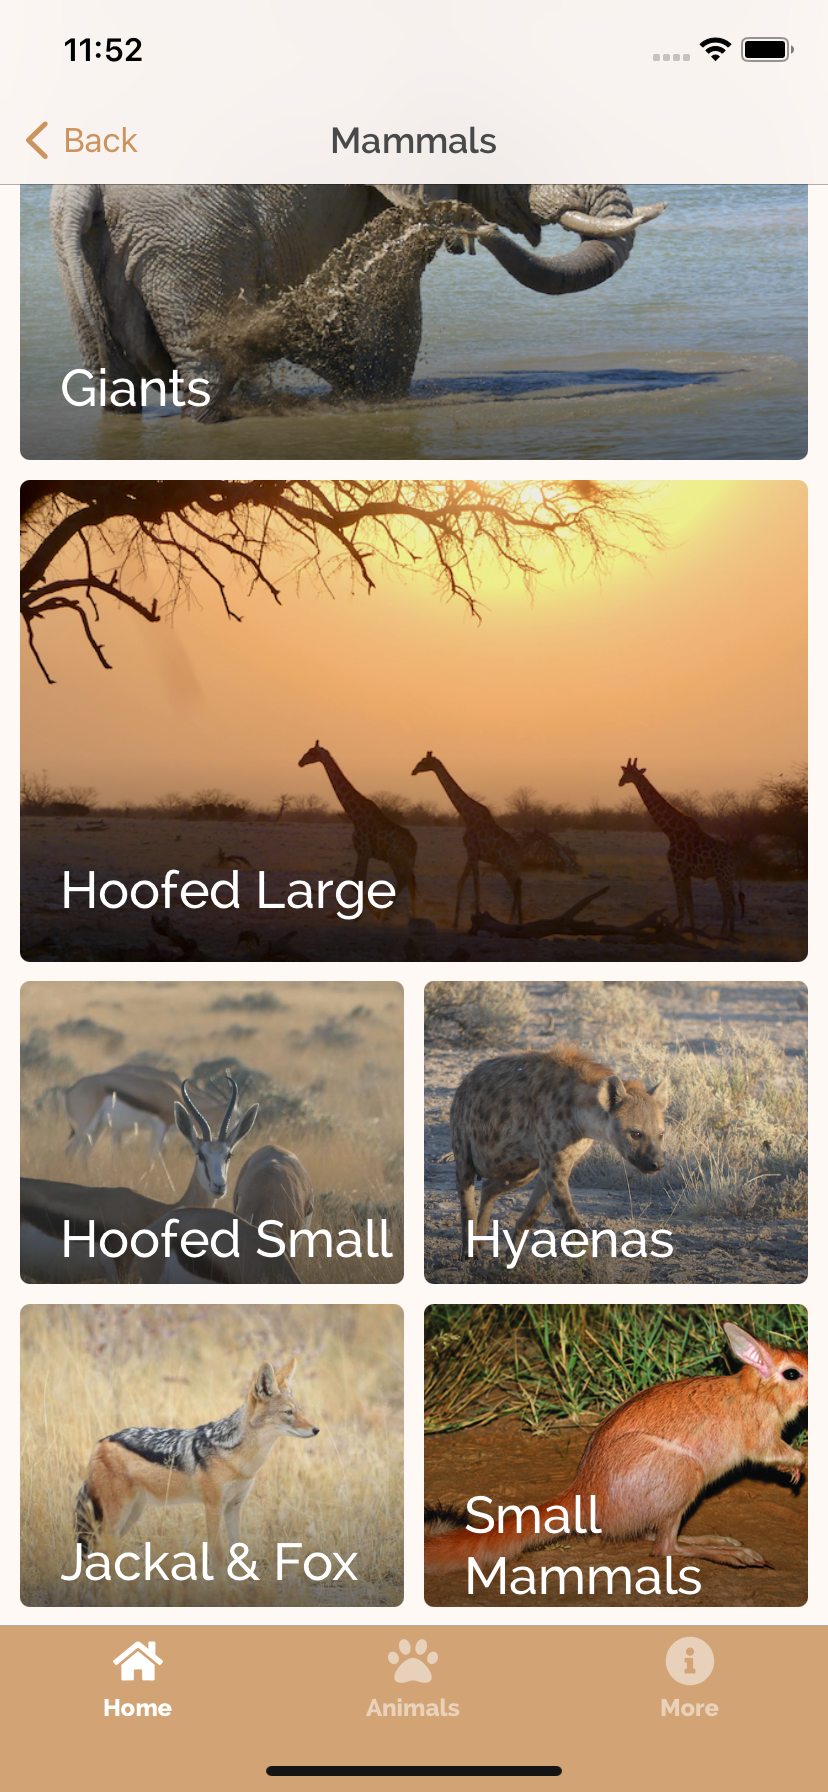 11:52
Back
Mammals
Giants
Hoofed Large
Hoofed Small
Hyaenas
Jackal & Fox
Small
Mammals
Home
Animals
More